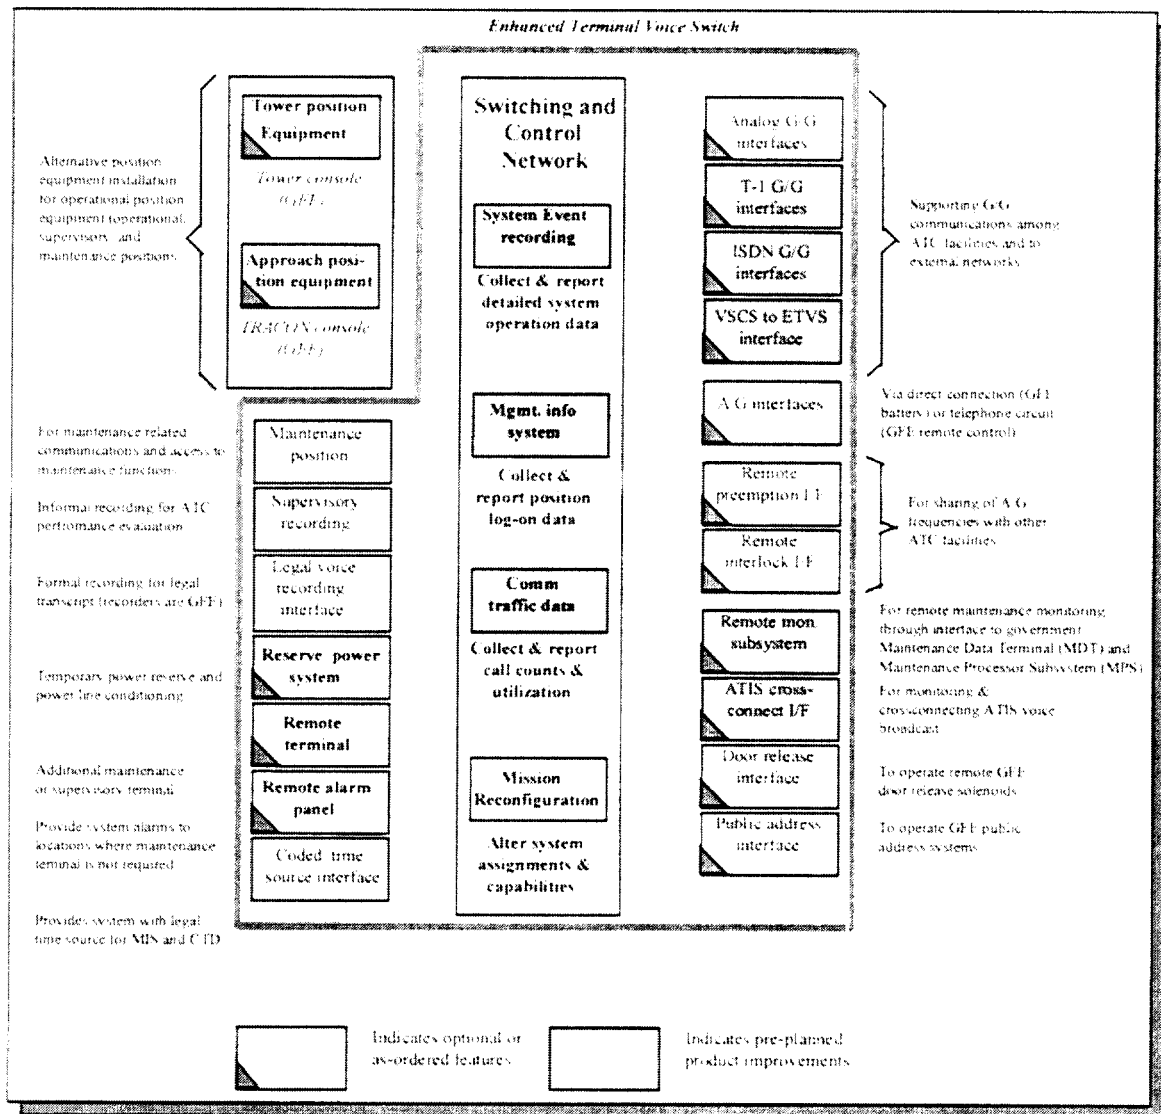 Enhanced Terminal Voice Switch
Alternative position
equipment installation
for operational position
equipment (operational,
supervisory and
maintenance positions
Tower position
Equipment
Tower console
(GFE)
Approach posi-
tion equipment
TRACON console
(GFE)
For maintenance related
communications and access to
maintenance functions
Informal recording for ATC
performance evaluation
Formal recording for legal
transcript (recorders are GFE)
Temporary power reserve and
power line conditioning
Additional maintenance
or supervisory terminal
Provide system alarms to
locations where maintenance
terminal is not required
Provides system with legal
time source for MIS and CTD
Maintenance
position
Supervisory
recording
Legal voice
recording
interface
Reserve power
system
Remote
terminal
Remote alarm
panel
Coded time
source interface
Switching and
Control
Network
System Event
recording
Collect & report
detailed system
operation data
Mgmt. info
system
Collect &
report position
log-on data
Comm
traffic data
Collect & report
call counts &
utilization
Mission
Reconfiguration
Alter system
assignments &
capabilities
Analog G/G
interfaces
T-1 G/G
interfaces
ISDN G/G
interfaces
VSCS to ETVS
interface
A/G interfaces
Remote
preemption I/F
Remote
interlock I/F
Remote mon.
subsystem
ATIS cross-
connect I/F
Door release
interface
Public address
interface
Supporting G/G
communications among
ATC facilities and to
external networks
Via direct connection (GFE
battery) or telephone circuit
(GFE remote control)
For sharing of A/G
frequencies with other
ATC facilities
For remote maintenance monitoring
through interface to government
Maintenance Data Terminal (MDT) and
Maintenance Processor Subsystem (MPS)
For monitoring &
crossconnecting ATIS voice
broadcast
To operate remote GFE
door release solenoids
To operate GFE public
address systems
Indicates optional or
as-ordered features
Indicates pre-planned
product improvements